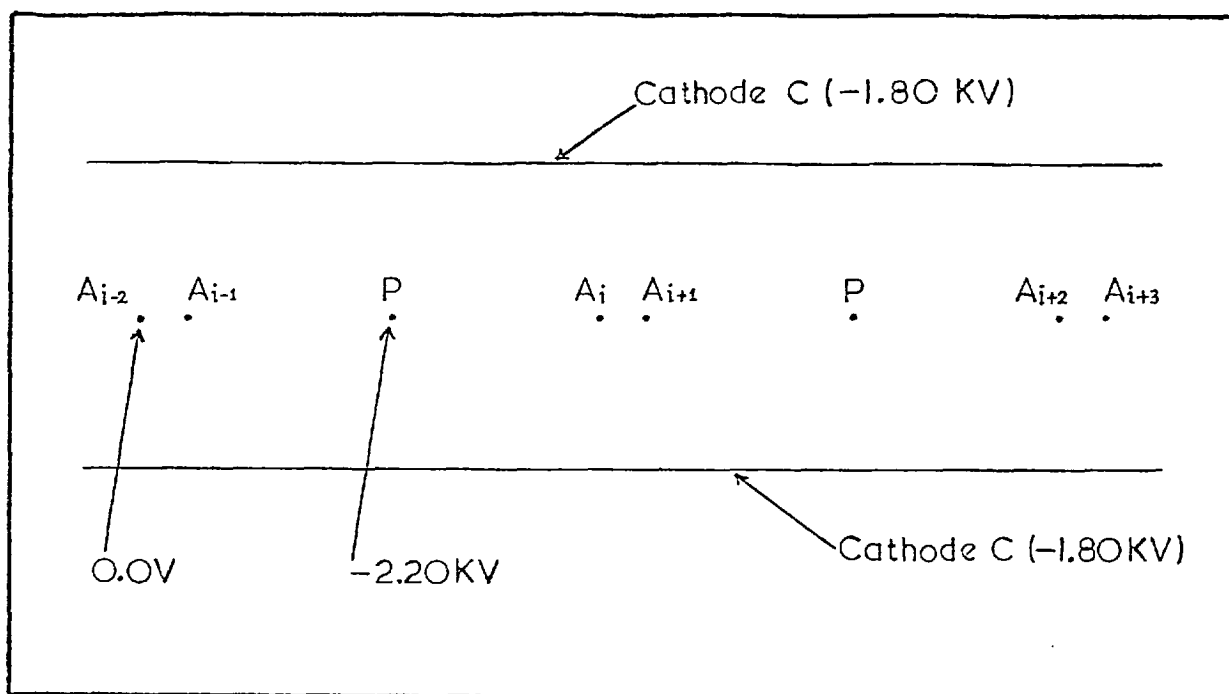 Cathode C (-1.80 KV)
Ai-2 Ai-1 P Ai Ai+1 P Ai+2 Ai+3
0.0V -2.20KV Cathode C (-1.80KV)